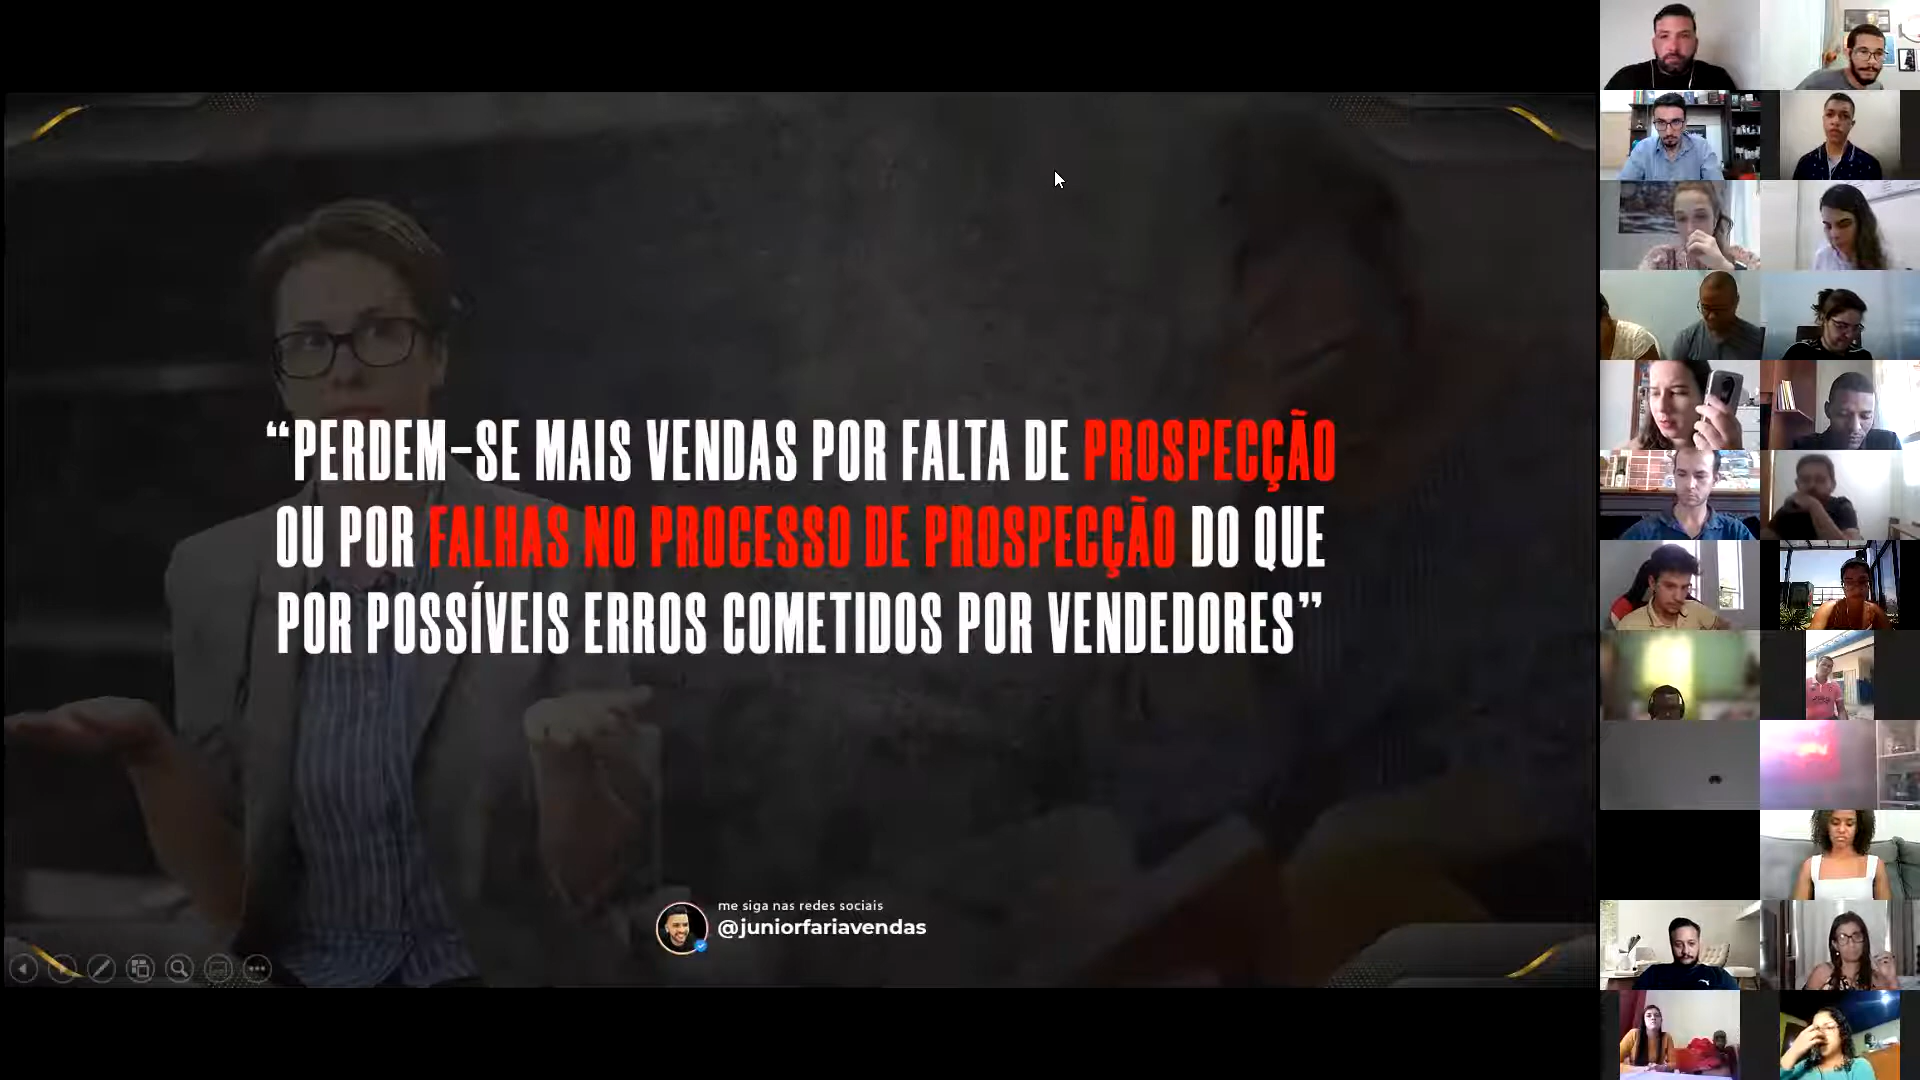 “PERDEM-SE MAIS VENDAS POR FALTA DE PROSPECÇÃO
OU POR FALHAS NO PROCESSO DE PROSPECÇÃO DO QUE
POR POSSÍVEIS ERROS COMETIDOS POR VENDEDORES”
me siga nas redes sociais
@juniorfariavendas